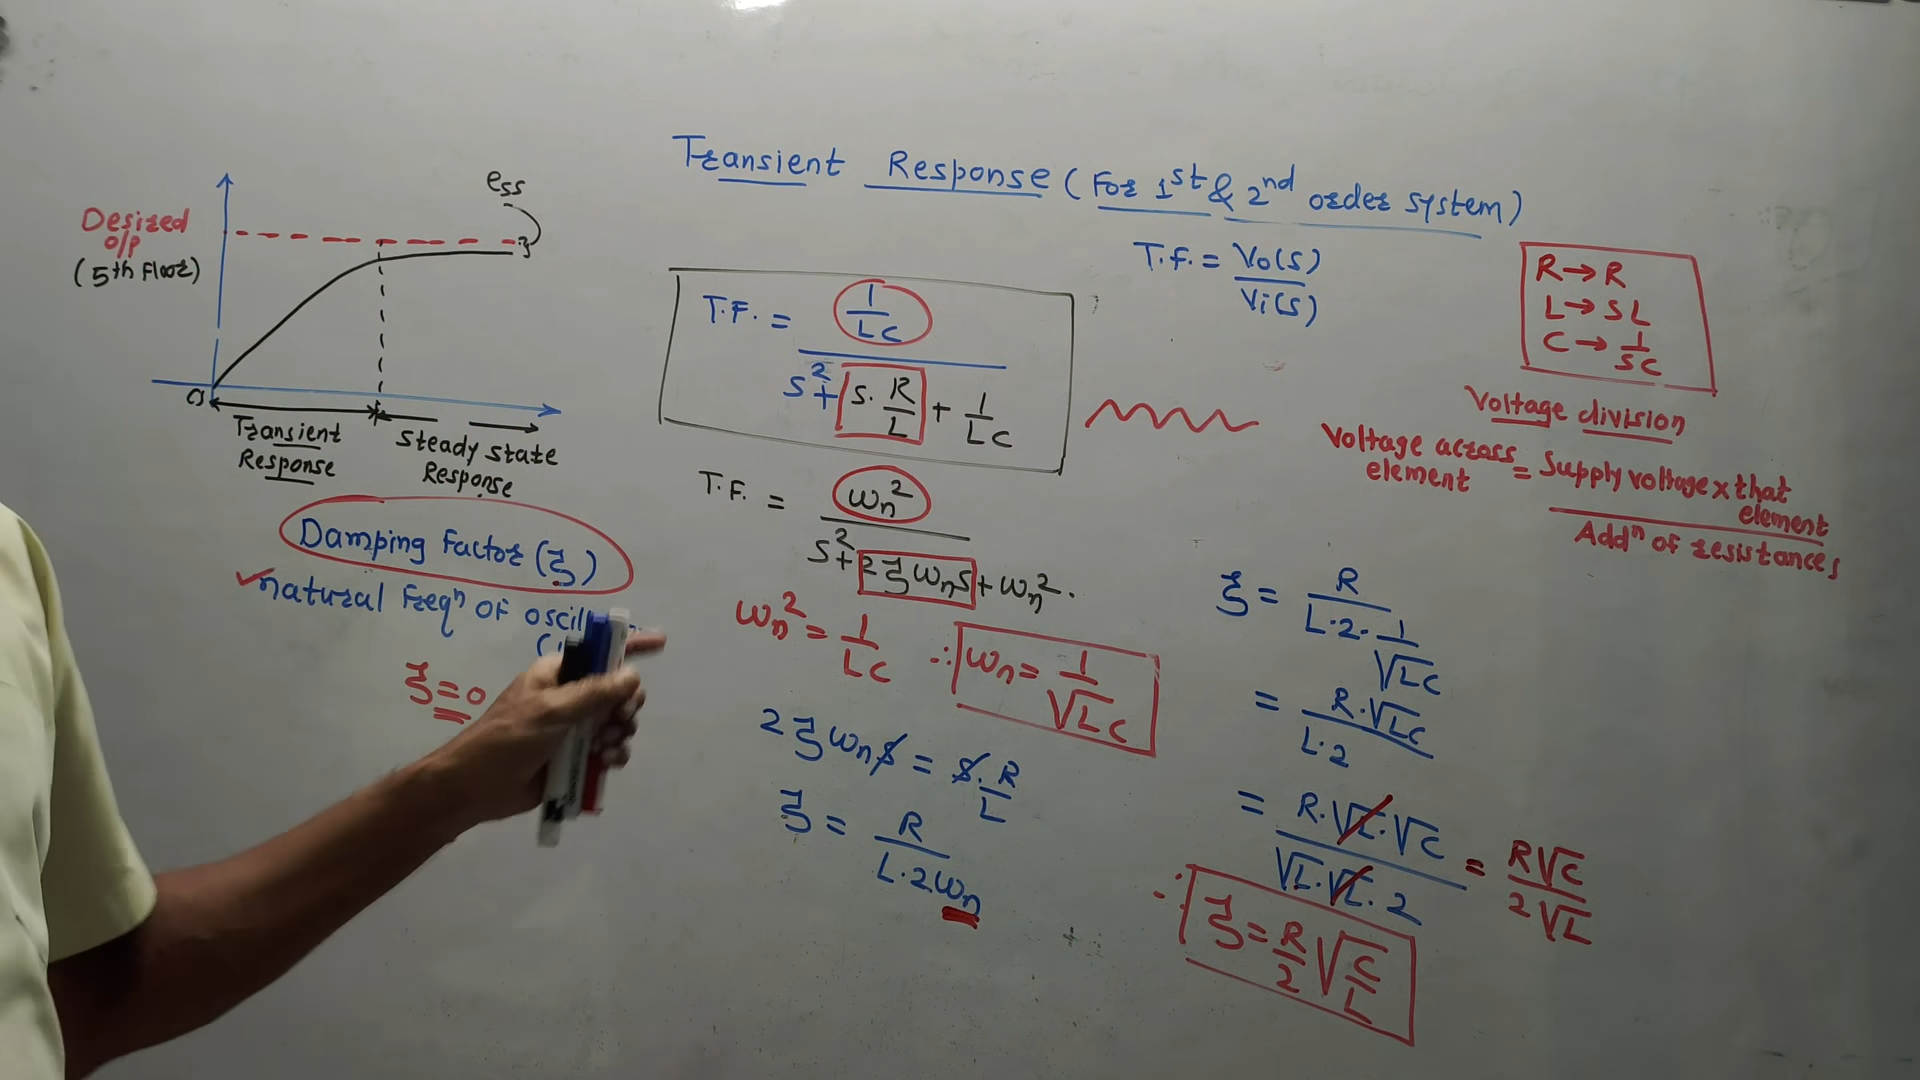 Transient Response (For 1st & 2nd order system)
ess
Desired
o/p
(5th Floor)
0
Transient
Response
Steady state
Response
Damping factor (ξ)
✓natural freqⁿ of oscill
ξ=0
T.F. = Vo(s)/Vi(s)
T.F. = (1/LC)/(s²+s.R/L+1/LC)
T.F. = ωn²/(s²+2ξωns+ωn².)
ωn² = 1/LC ∴ ωn = 1/√LC
2ξωns = s.R/L
ξ = R/L.2ωn
R→R
L→SL
C→1/SC
Voltage division
Voltage across element = Supply voltage x that element/Addⁿ of resistances
ξ = R/(L.2.1/√LC)
= R.√LC/L.2
= R.√L.√C/√L.√L.2 = R√C/2√L
∴ ξ = R/2 √C/L